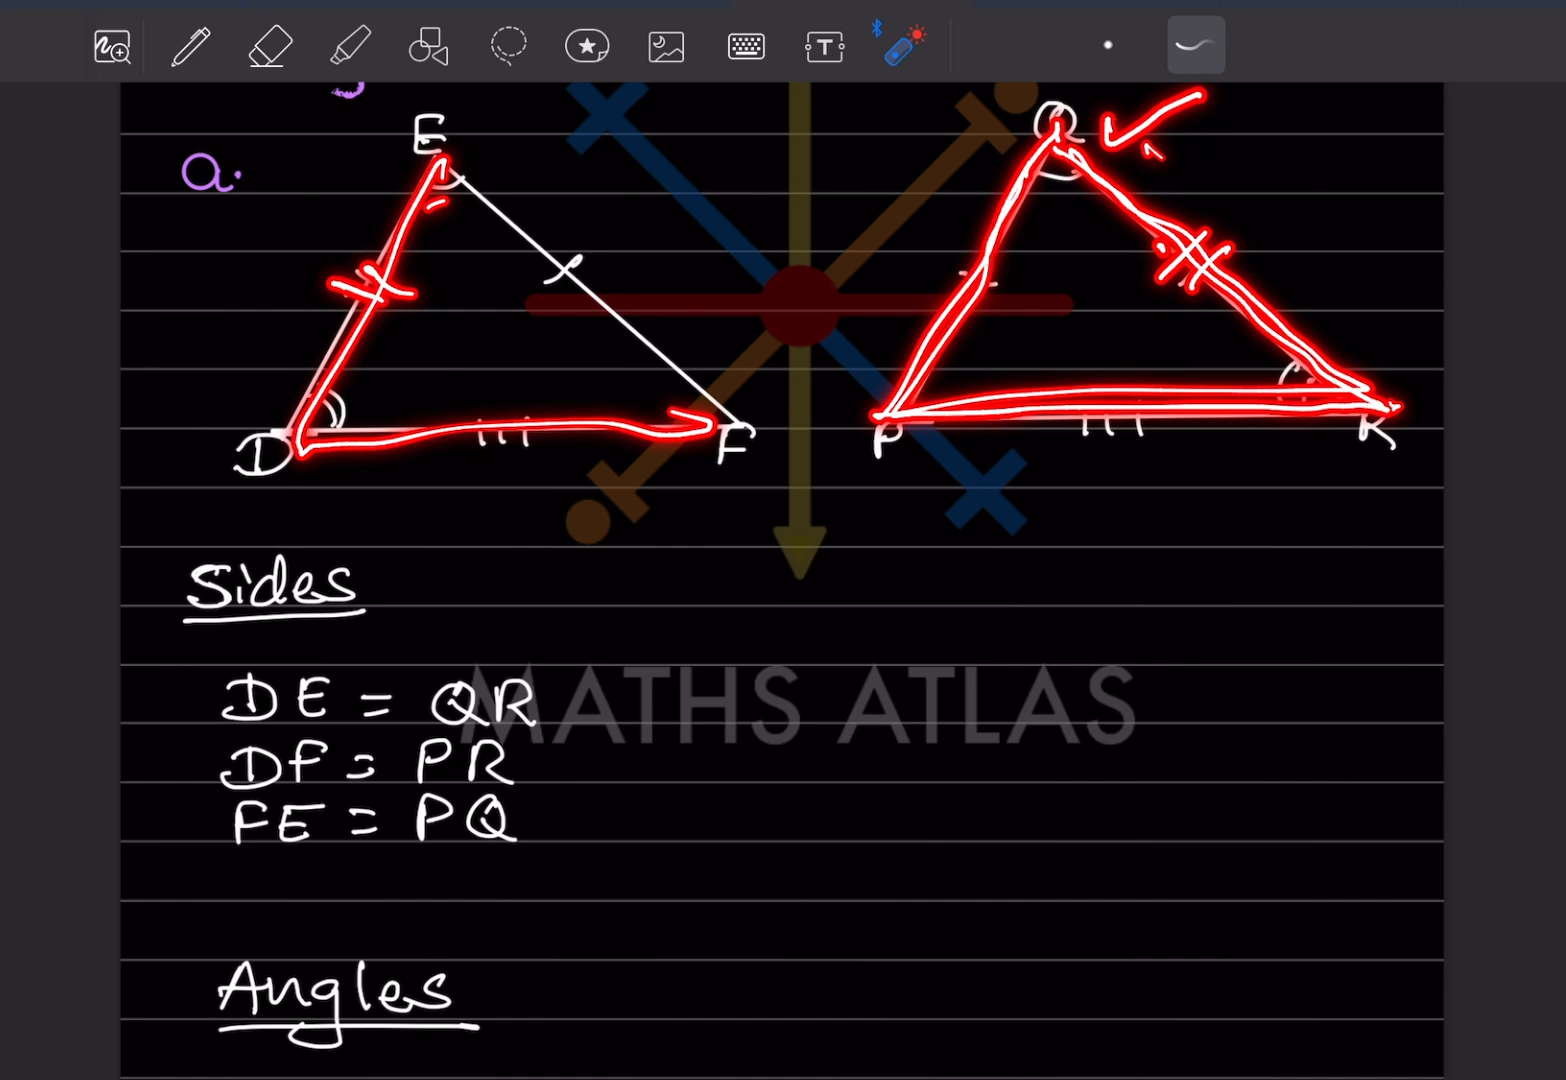 E
Q
a.
D
F
P
R
Sides
DE = QR
DF = PR
FE = PQ
MATHS ATLAS
Angles